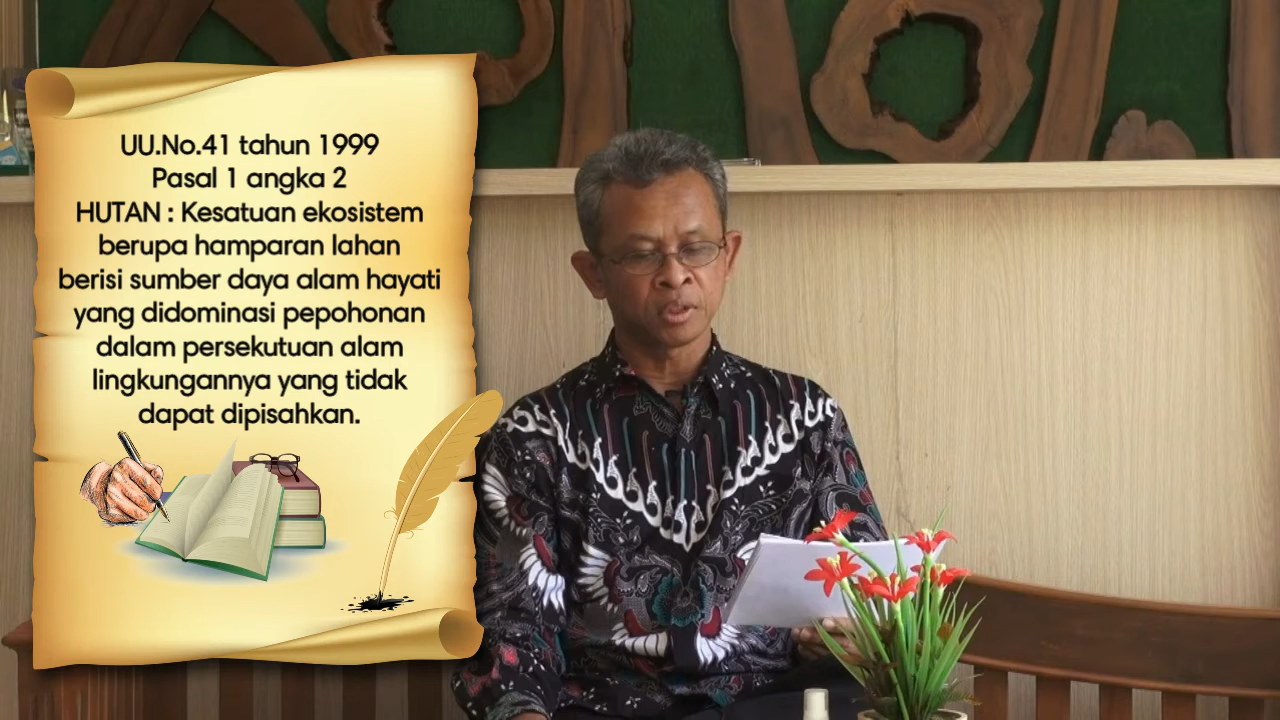 UU.No.41 tahun 1999
Pasal 1 angka 2
HUTAN : Kesatuan ekosistem
berupa hamparan lahan
berisi sumber daya alam hayati
yang didominasi pepohonan
dalam persekutuan alam
lingkungannya yang tidak
dapat dipisahkan.